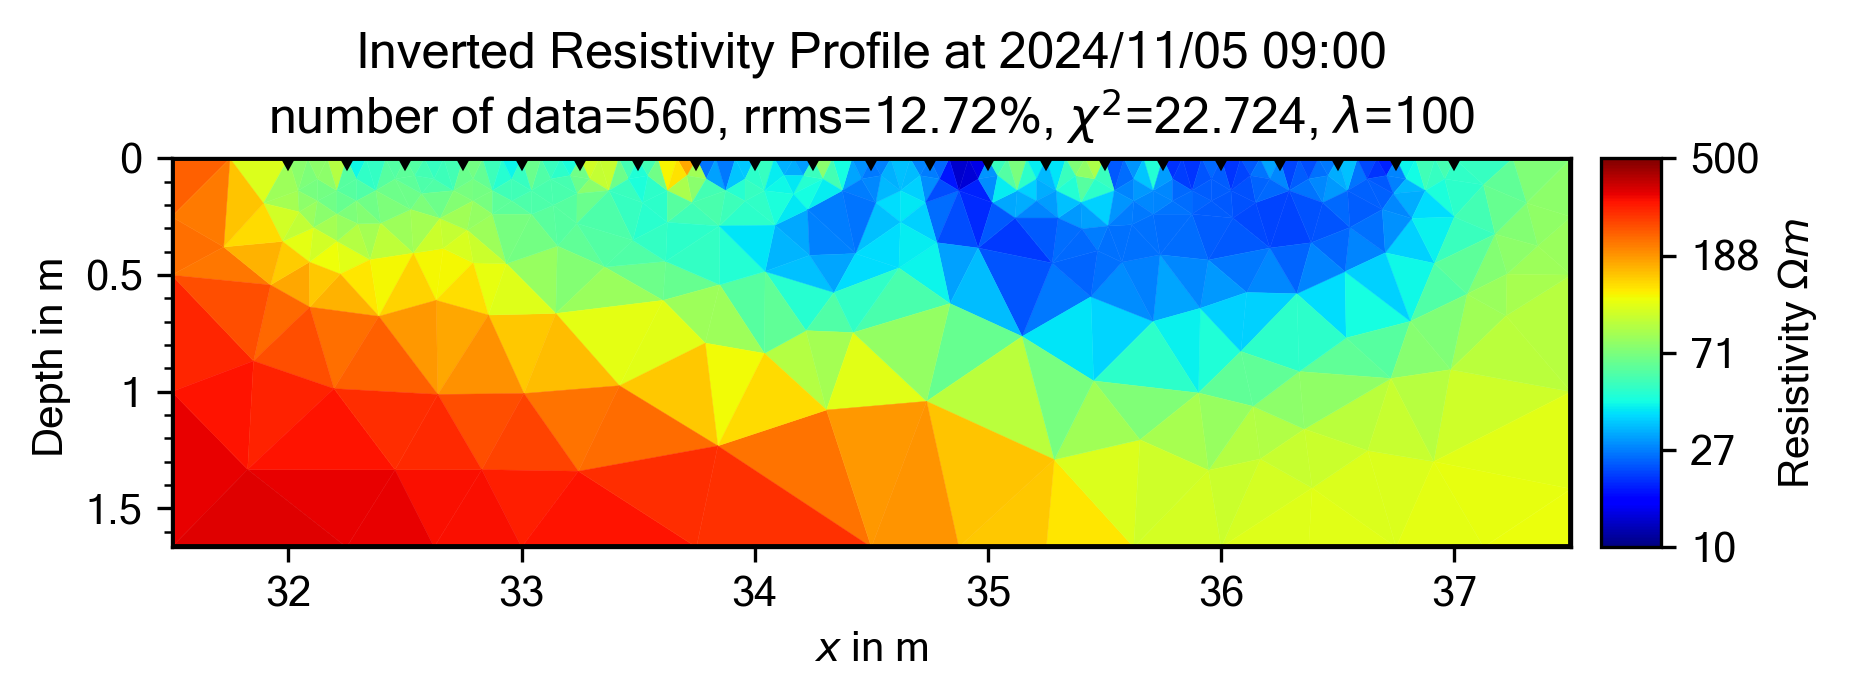 Inverted Resistivity Profile at 2024/11/05 09:00
number of data=560, rrms=12.72%, χ²=22.724, λ=100
0
0.5
1
1.5
Depth in m
32 33 34 35 36 37
x in m
500
188
71
27
10
Resistivity Ωm